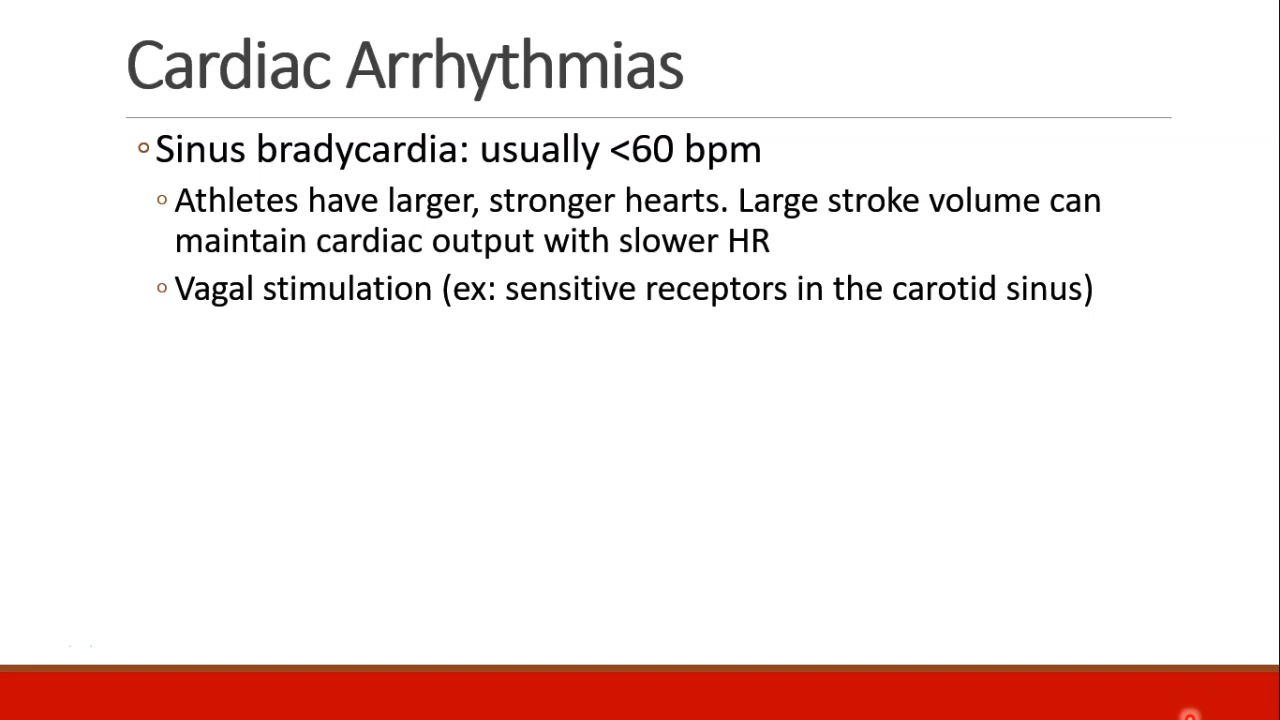 Cardiac Arrhythmias
Sinus bradycardia: usually <60 bpm
Athletes have larger, stronger hearts. Large stroke volume can
maintain cardiac output with slower HR
Vagal stimulation (ex: sensitive receptors in the carotid sinus)